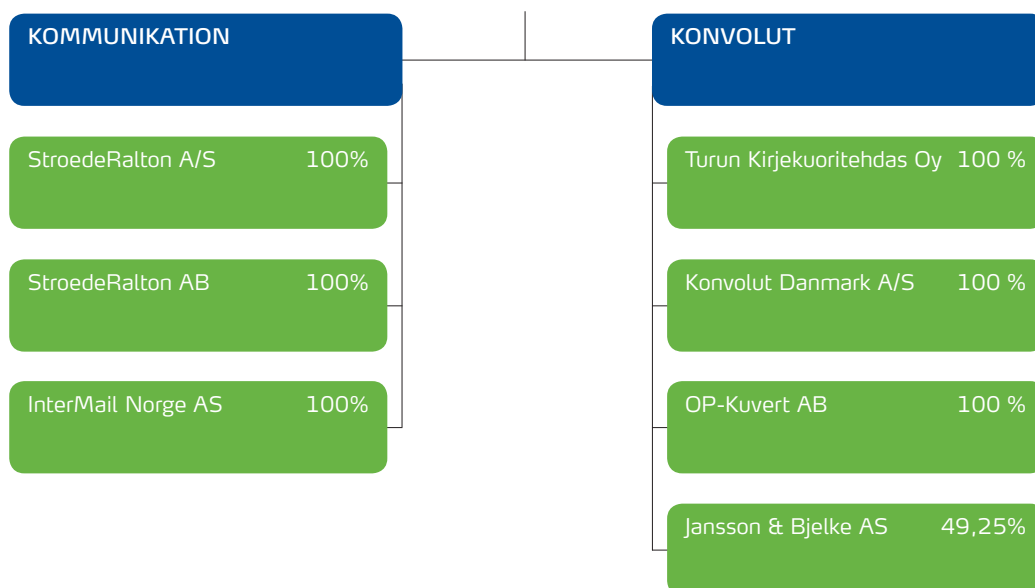 KOMMUNIKATION
StroedeRalton A/S 100%
StroedeRalton AB 100%
InterMail Norge AS 100%
KONVOLUT
Turun Kirjekuoritehdas Oy 100 %
Konvolut Danmark A/S 100 %
OP-Kuvert AB 100 %
Jansson & Bjelke AS 49,25%